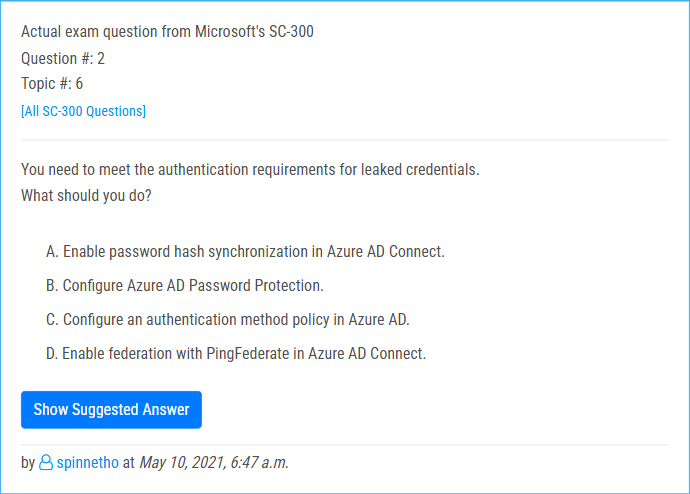 Actual exam question from Microsoft's SC-300
Question #: 2
Topic #: 6
[All SC-300 Questions]
You need to meet the authentication requirements for leaked credentials.
What should you do?
A. Enable password hash synchronization in Azure AD Connect.
B. Configure Azure AD Password Protection.
C. Configure an authentication method policy in Azure AD.
D. Enable federation with PingFederate in Azure AD Connect.
Show Suggested Answer
by spinnetho at May 10, 2021, 6:47 a.m.